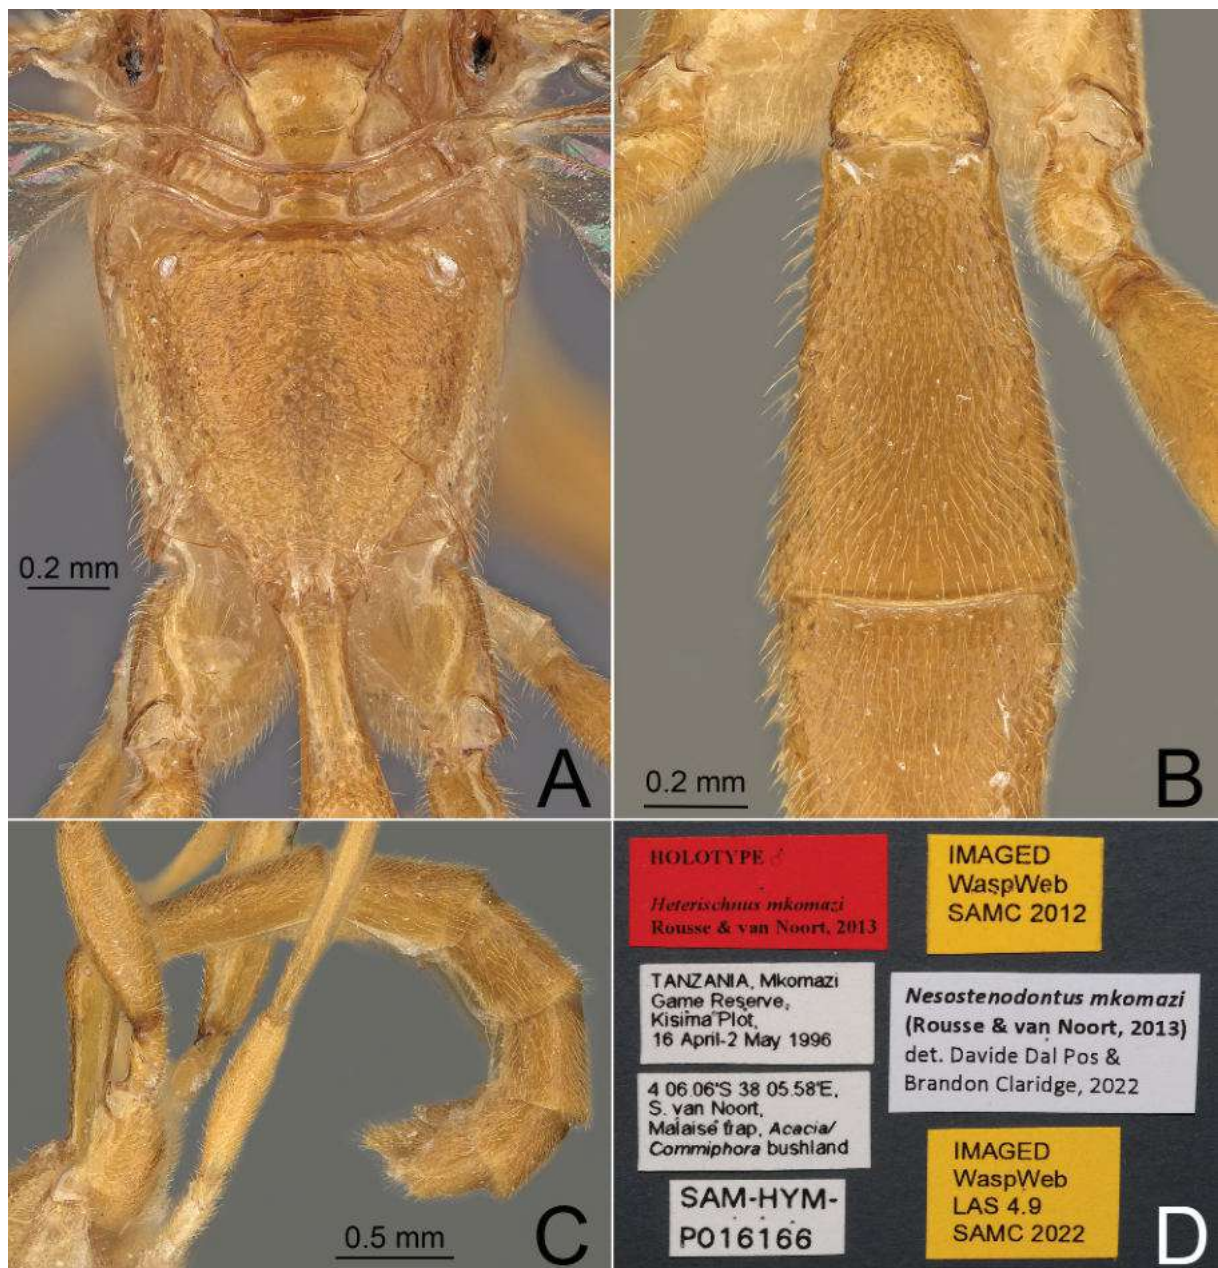 0.2 mm
A
0.2 mm
B
0.5 mm
C
HOLOTYPE ♂
Heterischnus mkomazi
Rousse & van Noort, 2013
TANZANIA, Mkomazi
Game Reserve,
Kisima Plot,
16 April-2 May 1996
4 06.06'S 38 05.58'E,
S. van Noort,
Malaise trap, Acacia/
Commiphora bushland
SAM-HYM-
P016166
IMAGED
WaspWeb
SAMC 2012
Nesostenodontus mkomazi
(Rousse & van Noort, 2013)
det. Davide Dal Pos &
Brandon Claridge, 2022
IMAGED
WaspWeb
LAS 4.9
SAMC 2022
D